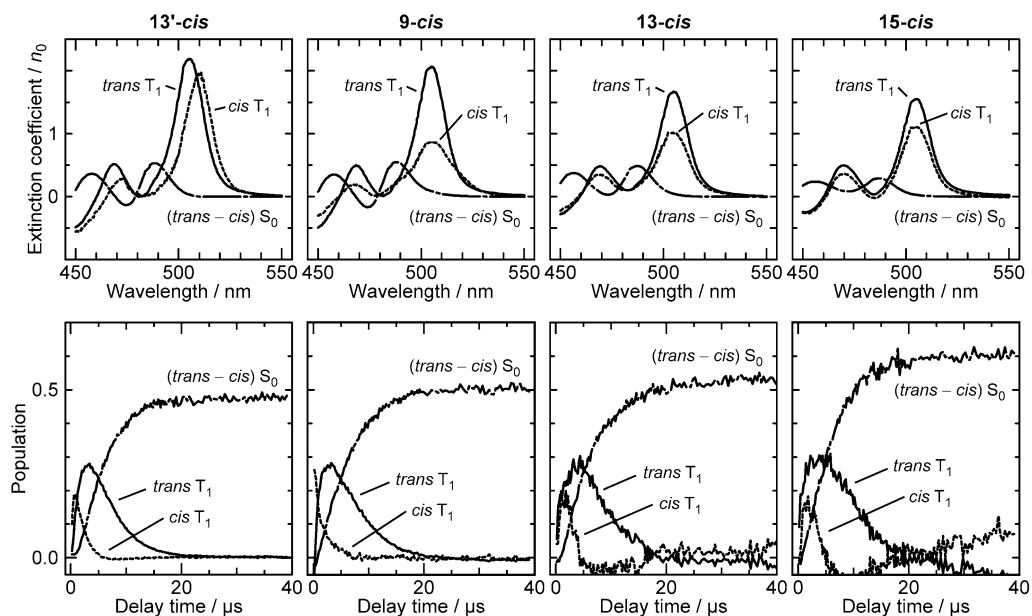 13'-cis
9-cis
13-cis
15-cis
Extinction coefficient / n0
1
0
trans T1
cis T1
(trans – cis) S0
trans T1
cis T1
(trans – cis) S0
trans T1
cis T1
(trans – cis) S0
trans T1
cis T1
(trans – cis) S0
450 500 550
450 500 550
450 500 550
450 500 550
Wavelength / nm
Wavelength / nm
Wavelength / nm
Wavelength / nm
Population
0.5
0.0
(trans – cis) S0
trans T1
cis T1
(trans – cis) S0
trans T1
cis T1
(trans – cis) S0
trans T1
cis T1
(trans – cis) S0
trans T1
cis T1
0 20 40
0 20 40
0 20 40
0 20 40
Delay time / μs
Delay time / μs
Delay time / μs
Delay time / μs